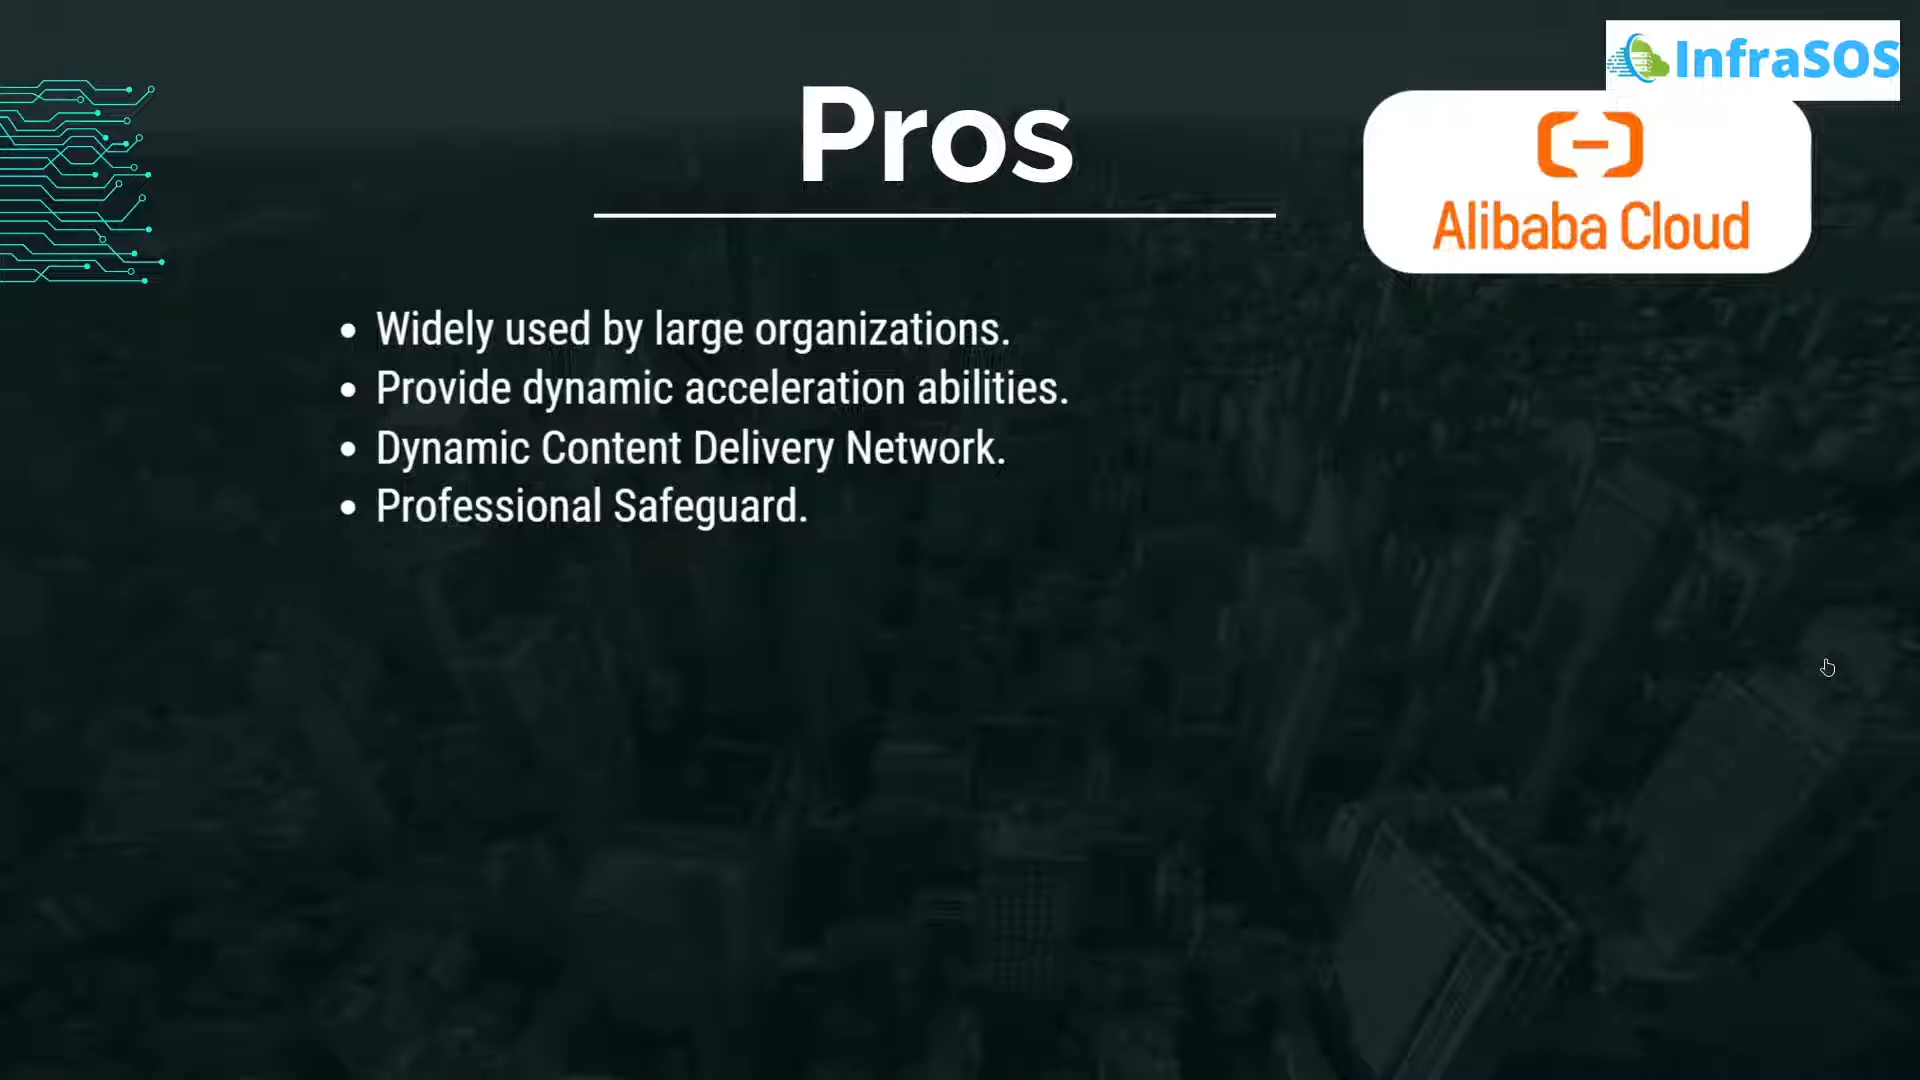 InfraSOS
Pros
Alibaba Cloud
• Widely used by large organizations.
• Provide dynamic acceleration abilities.
• Dynamic Content Delivery Network.
• Professional Safeguard.